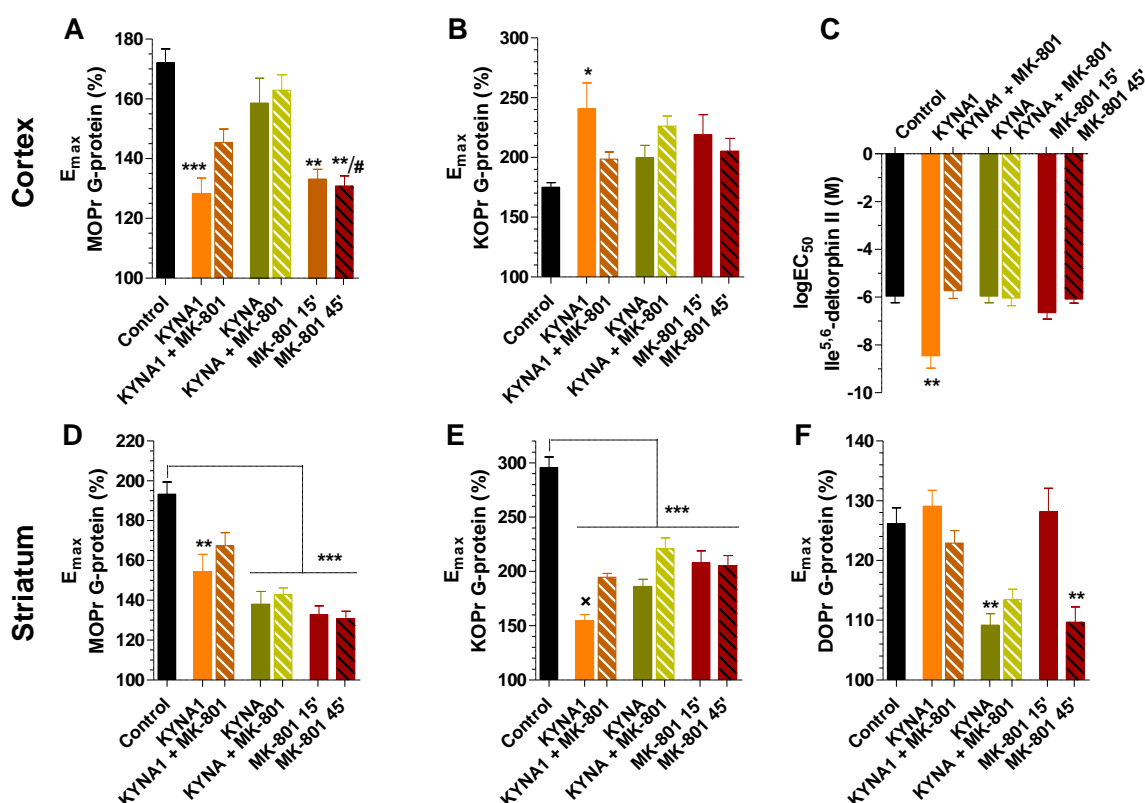 Cortex
A
E_max
MOPr G-protein (%)
180
160
140
120
100
***
**
**/#
Control
KYNA1
KYNA1 + MK-801
KYNA
KYNA + MK-801
MK-801 15'
MK-801 45'
B
E_max
KOPr G-protein (%)
300
250
200
150
100
*
Control
KYNA1
KYNA1 + MK-801
KYNA
KYNA + MK-801
MK-801 15'
MK-801 45'
C
Control
KYNA1
KYNA1 + MK-801
KYNA
KYNA + MK-801
MK-801 15'
MK-801 45'
logEC50
Ile5,6-deltorphin II (M)
0
-2
-4
-6
-8
-10
**
Striatum
D
E_max
MOPr G-protein (%)
220
200
180
160
140
120
100
**
***
Control
KYNA1
KYNA1 + MK-801
KYNA
KYNA + MK-801
MK-801 15'
MK-801 45'
E
E_max
KOPr G-protein (%)
300
250
200
150
100
×
***
Control
KYNA1
KYNA1 + MK-801
KYNA
KYNA + MK-801
MK-801 15'
MK-801 45'
F
E_max
DOPr G-protein (%)
140
130
120
110
100
**
**
Control
KYNA1
KYNA1 + MK-801
KYNA
KYNA + MK-801
MK-801 15'
MK-801 45'